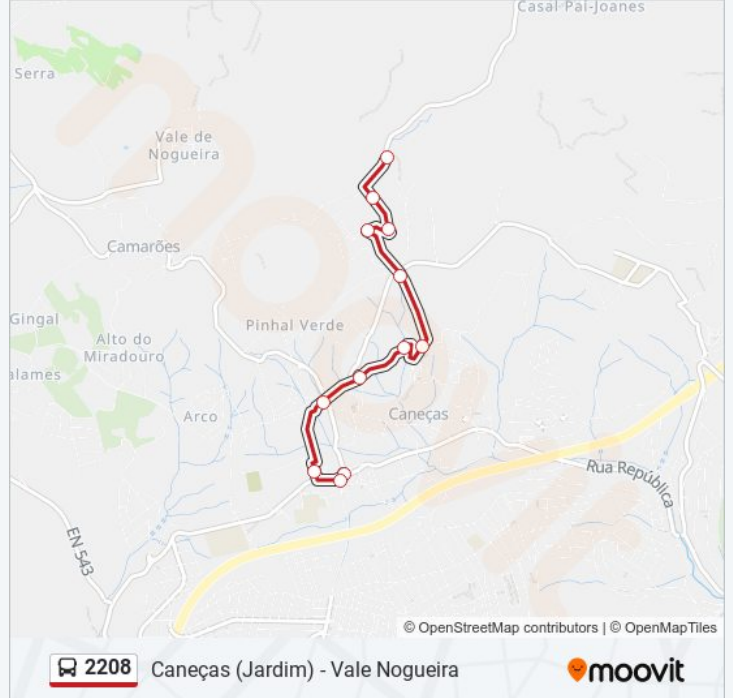 Casal Pai-Joanes
Serra
Vale de
Nogueira
Camarões
Gingal
Pinhal Verde
Alto do
Miradouro
alames
Arco
Caneças
Rua República
EN 543
© OpenStreetMap contributors | © OpenMapTiles
2208 Caneças (Jardim) - Vale Nogueira
moovit